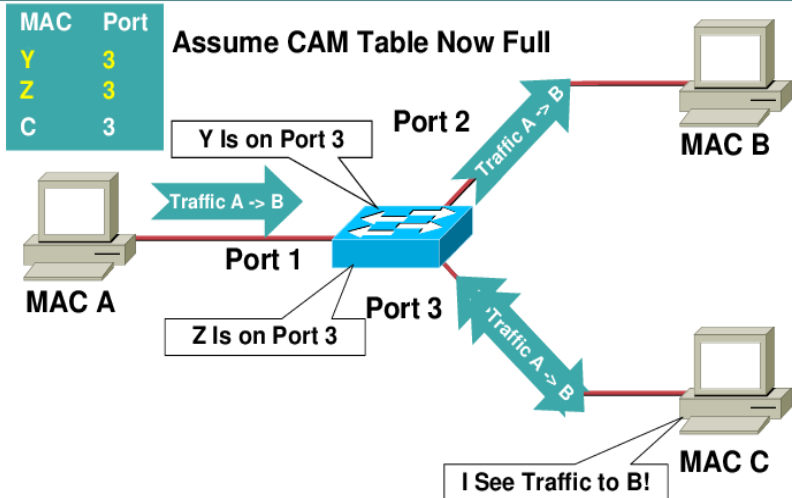 MAC Port
Y 3
Z 3
C 3
Assume CAM Table Now Full
Y Is on Port 3
Port 2
Traffic A -> B
MAC B
Traffic A -> B
Port 1
MAC A
Port 3
Z Is on Port 3
Traffic A -> B
MAC C
I See Traffic to B!